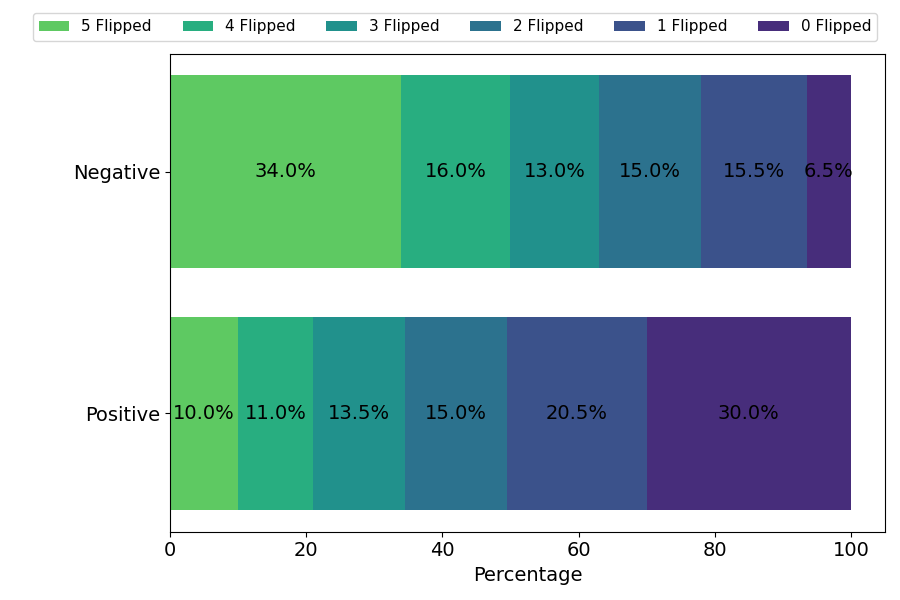 5 Flipped 4 Flipped 3 Flipped 2 Flipped 1 Flipped 0 Flipped
Negative 34.0% 16.0% 13.0% 15.0% 15.5% 6.5%
Positive 10.0% 11.0% 13.5% 15.0% 20.5% 30.0%
0 20 40 60 80 100
Percentage